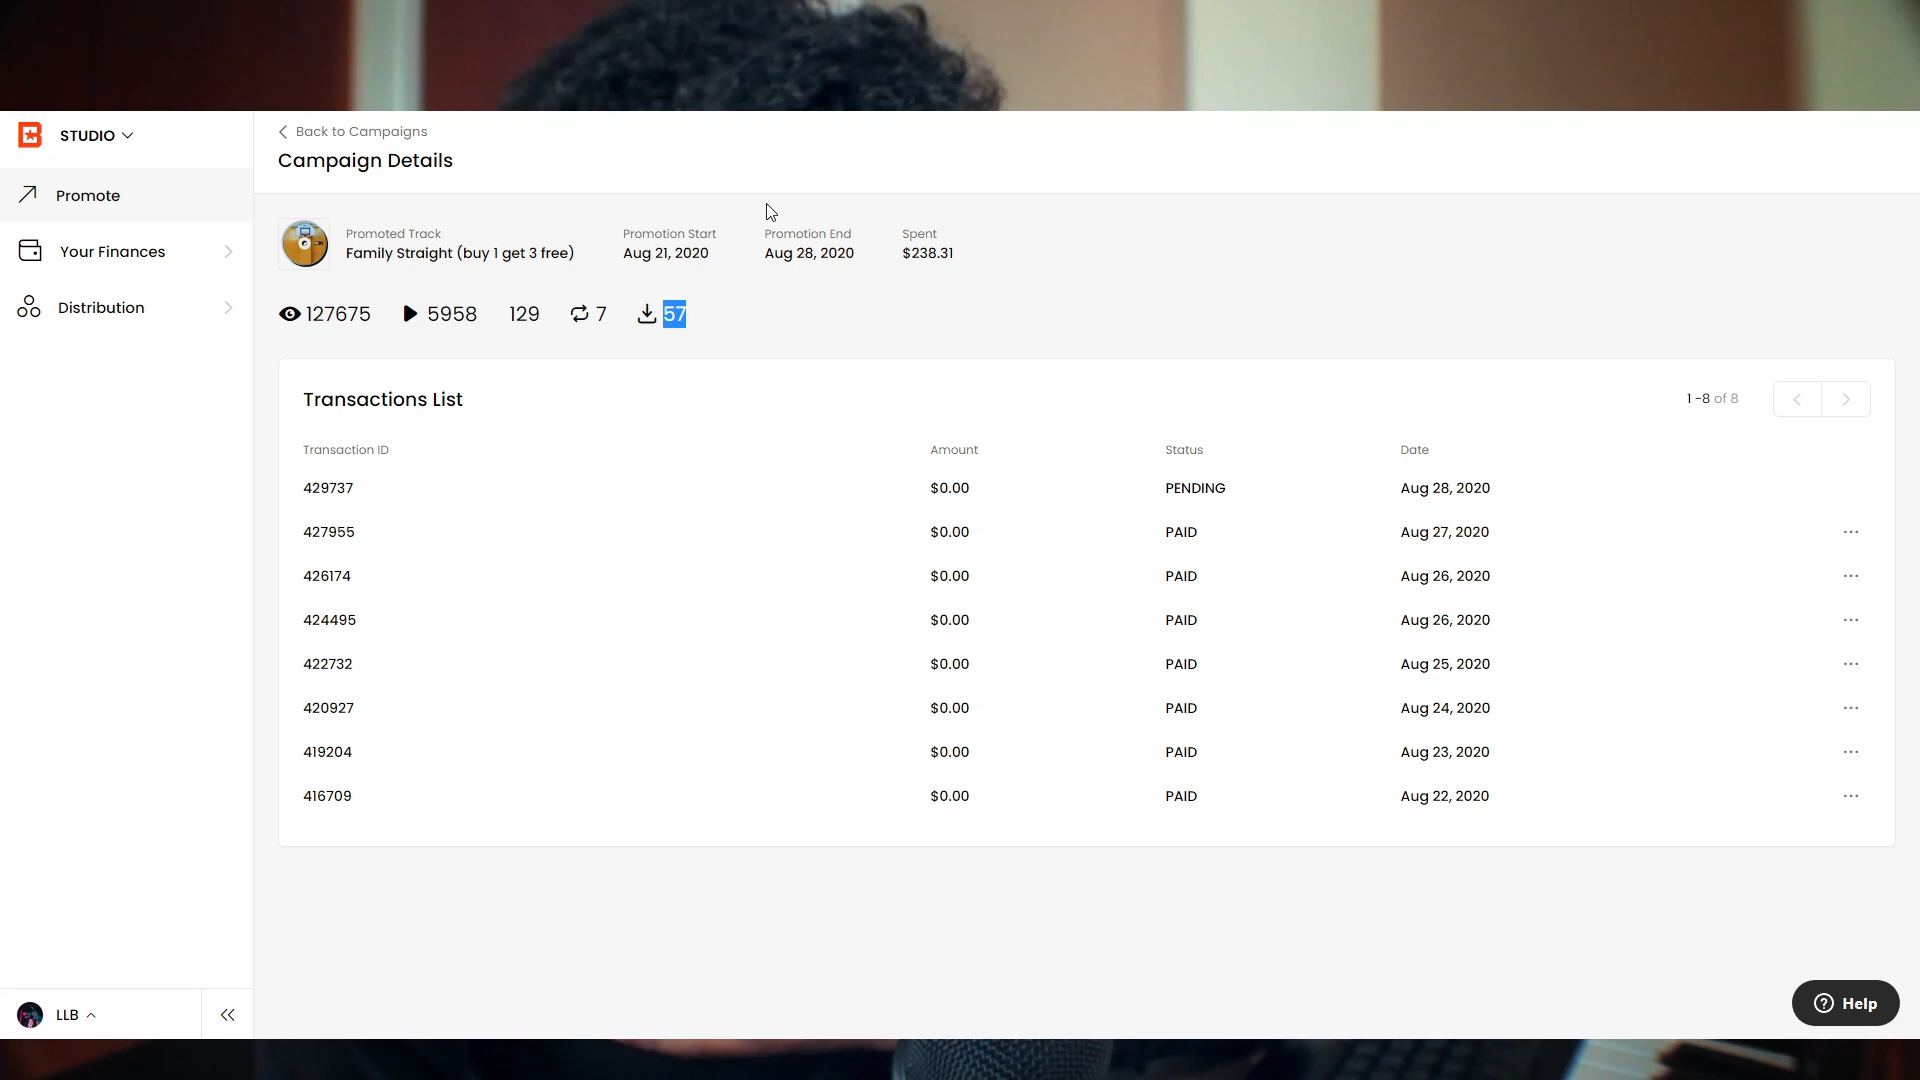 STUDIO
Promote
Your Finances
Distribution
LLB
Back to Campaigns
Campaign Details
Promoted Track
Family Straight (buy 1 get 3 free)
Promotion Start
Aug 21, 2020
Promotion End
Aug 28, 2020
Spent
$238.31
127675 5958 129 7 57
Transactions List
1 -8 of 8
Transaction ID Amount Status Date
429737 $0.00 PENDING Aug 28, 2020
427955 $0.00 PAID Aug 27, 2020 ...
426174 $0.00 PAID Aug 26, 2020 ...
424495 $0.00 PAID Aug 26, 2020 ...
422732 $0.00 PAID Aug 25, 2020 ...
420927 $0.00 PAID Aug 24, 2020 ...
419204 $0.00 PAID Aug 23, 2020 ...
416709 $0.00 PAID Aug 22, 2020 ...
? Help